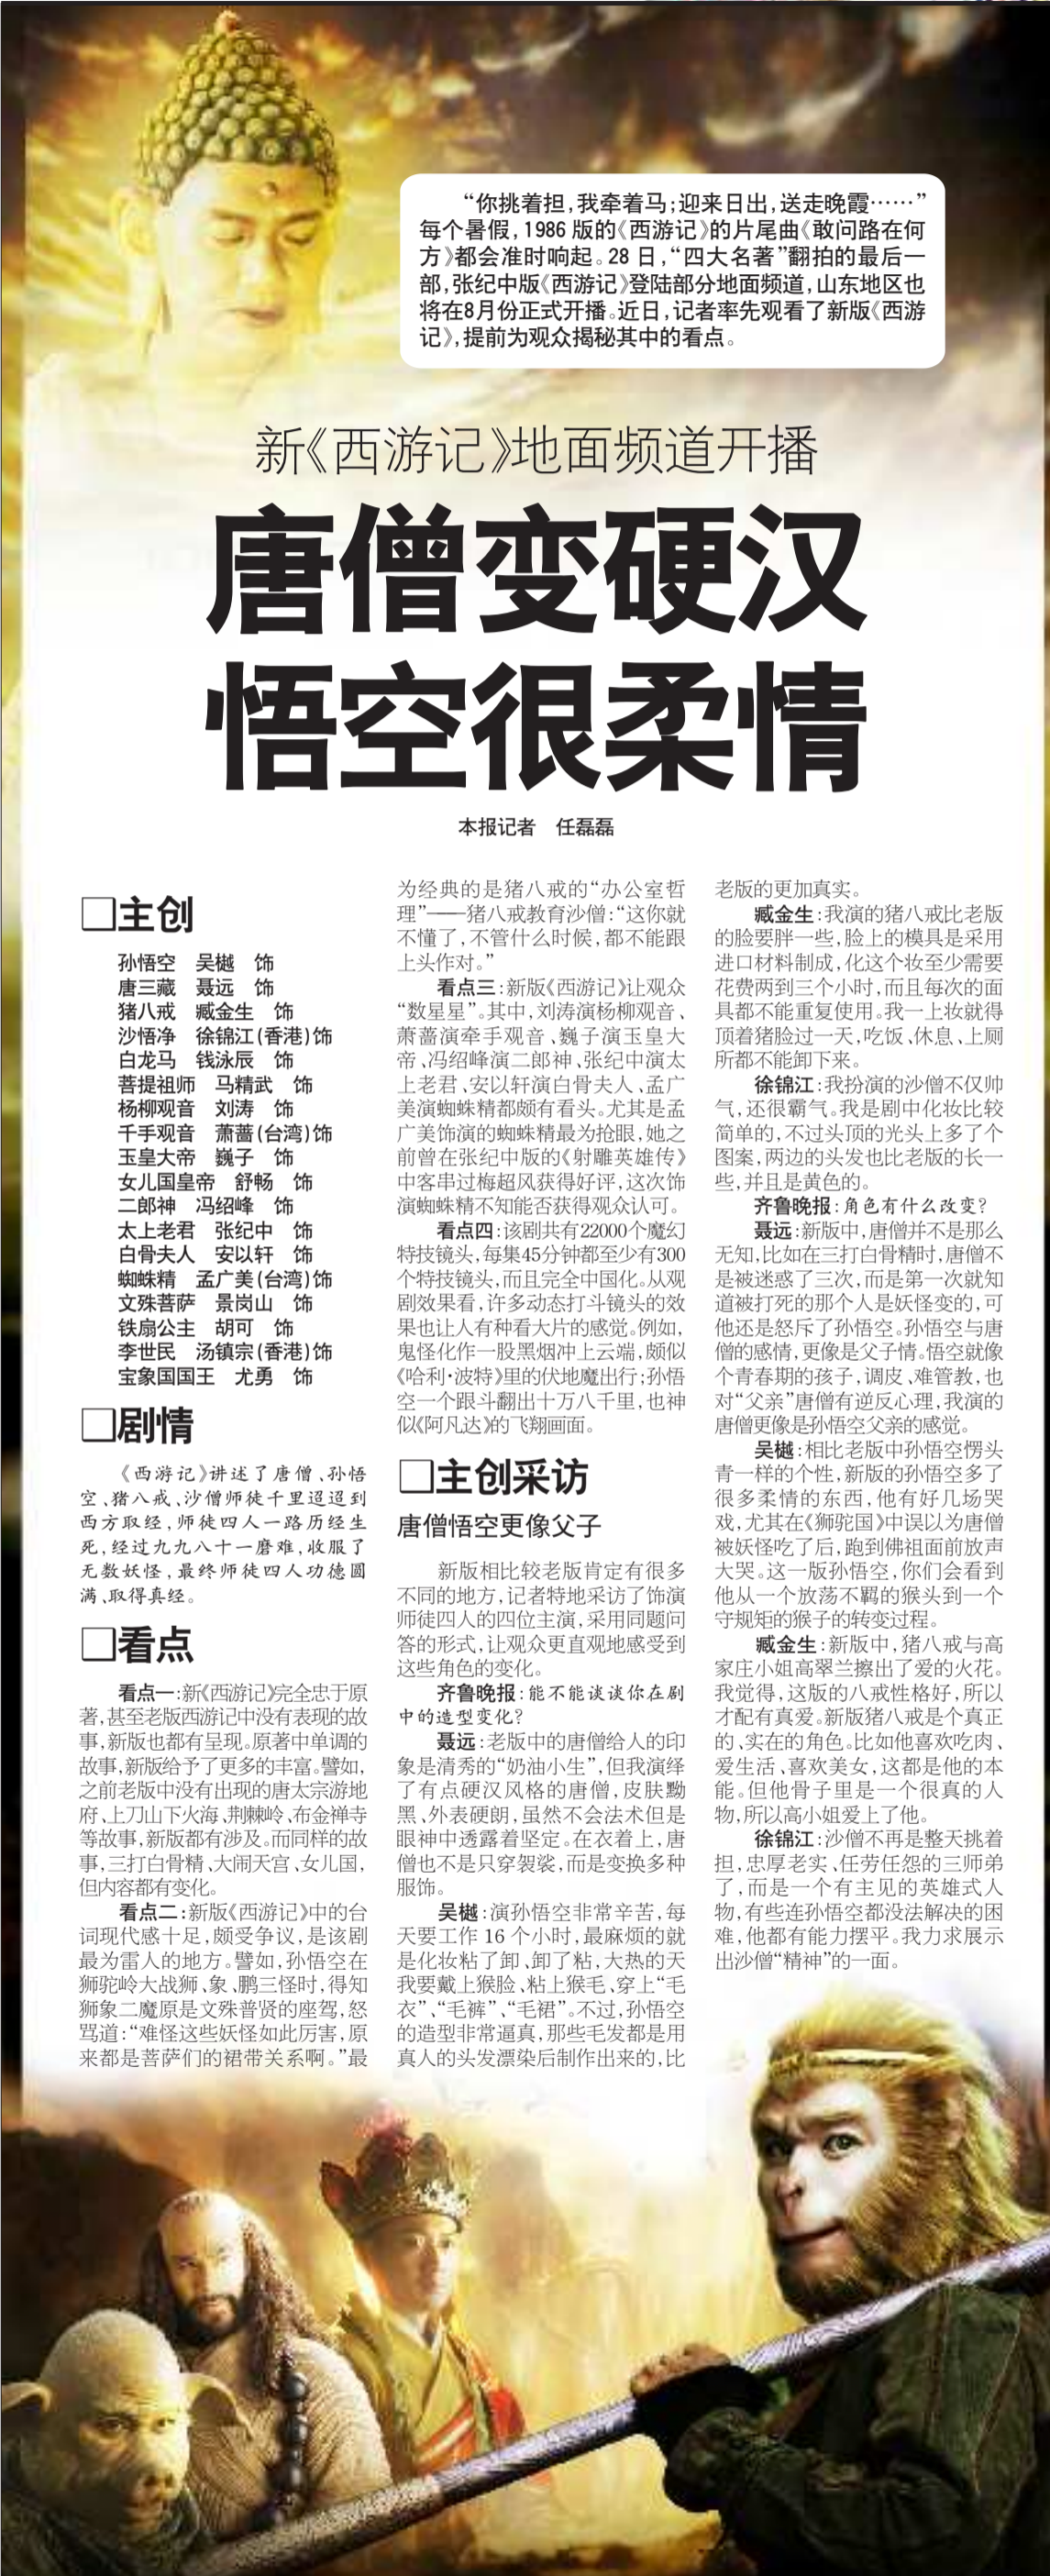 “你挑着担,我牵着马;迎来日出,送走晚霞……”
每个暑假,1986版的《西游记》的片尾曲《敢问路在何
方》都会准时响起。28日,“四大名著”翻拍的最后一
部,张纪中版《西游记》登陆部分地面频道,山东地区也
将在8月份正式开播。近日,记者率先观看了新版《西游
记》,提前为观众揭秘其中的看点。
新《西游记》地面频道开播
唐僧变硬汉
悟空很柔情
本报记者 任磊磊
□主创
孙悟空 吴樾 饰
唐三藏 聂远 饰
猪八戒 臧金生 饰
沙悟净 徐锦江(香港)饰
白龙马 钱泳辰 饰
菩提祖师 马精武 饰
杨柳观音 刘涛 饰
千手观音 萧蔷(台湾)饰
玉皇大帝 巍子 饰
女儿国皇帝 舒畅 饰
二郎神 冯绍峰 饰
太上老君 张纪中 饰
白骨夫人 安以轩 饰
蜘蛛精 孟广美(台湾)饰
文殊菩萨 景岗山 饰
铁扇公主 胡可 饰
李世民 汤镇宗(香港)饰
宝象国国王 尤勇 饰
□剧情
《西游记》讲述了唐僧、孙悟
空、猪八戒、沙僧师徒千里迢迢到
西方取经,师徒四人一路历经生
死,经过九九八十一磨难,收服了
无数妖怪,最终师徒四人功德圆
满、取得真经。
□看点
看点一:新《西游记》完全忠于原
著,甚至老版西游记中没有表现的故
事,新版也都有呈现。原著中单调的
故事,新版给予了更多的丰富。譬如,
之前老版中没有出现的唐太宗游地
府、上刀山下火海、荆棘岭、布金禅寺
等故事,新版都有涉及。而同样的故
事,三打白骨精、大闹天宫、女儿国,
但内容都有变化。
看点二:新版《西游记》中的台
词现代感十足,颇受争议,是该剧
最为雷人的地方。譬如,孙悟空在
狮驼岭大战狮、象、鹏三怪时,得知
狮象二魔原是文殊普贤的座驾,怒
骂道:“难怪这些妖怪如此厉害,原
来都是菩萨们的裙带关系啊。”最
为经典的是猪八戒的“办公室哲
理”——猪八戒教育沙僧:“这你就
不懂了,不管什么时候,都不能跟
上头作对。”
看点三:新版《西游记》让观众
“数星星”。其中,刘涛演杨柳观音、
萧蔷演牵手观音、巍子演玉皇大
帝、冯绍峰演二郎神、张纪中演太
上老君、安以轩演白骨夫人、孟广
美演蜘蛛精都颇有看头。尤其是孟
广美饰演的蜘蛛精最为抢眼,她之
前曾在张纪中版的《射雕英雄传》
中客串过梅超风获得好评,这次饰
演蜘蛛精不知能否获得观众认可。
看点四:该剧共有22000个魔幻
特技镜头,每集45分钟都至少有300
个特技镜头,而且完全中国化。从观
剧效果看,许多动态打斗镜头的效
果也让人有种看大片的感觉。例如,
鬼怪化作一股黑烟冲上云端,颇似
《哈利·波特》里的伏地魔出行;孙悟
空一个跟斗翻出十万八千里,也神
似《阿凡达》的飞翔画面。
□主创采访
唐僧悟空更像父子
新版相比较老版肯定有很多
不同的地方,记者特地采访了饰演
师徒四人的四位主演,采用同题问
答的形式,让观众更直观地感受到
这些角色的变化。
齐鲁晚报:能不能谈谈你在剧
中的造型变化?
聂远:老版中的唐僧给人的印
象是清秀的“奶油小生”,但我演绎
了有点硬汉风格的唐僧,皮肤黝
黑、外表硬朗,虽然不会法术但是
眼神中透露着坚定。在衣着上,唐
僧也不是只穿袈裟,而是变换多种
服饰。
吴樾:演孙悟空非常辛苦,每
天要工作16个小时,最麻烦的就
是化妆粘了卸、卸了粘,大热的天
我要戴上猴脸、粘上猴毛、穿上“毛
衣”、“毛裤”、“毛裙”。不过,孙悟空
的造型非常逼真,那些毛发都是用
真人的头发漂染后制作出来的,比
老版的更加真实。
臧金生:我演的猪八戒比老版
的脸要胖一些,脸上的模具是采用
进口材料制成,化这个妆至少需要
花费两到三个小时,而且每次的面
具都不能重复使用。我一上妆就得
顶着猪脸过一天,吃饭、休息、上厕
所都不能卸下来。
徐锦江:我扮演的沙僧不仅帅
气,还很霸气。我是剧中化妆比较
简单的,不过头顶的光头上多了个
图案,两边的头发也比老版的长一
些,并且是黄色的。
齐鲁晚报:角色有什么改变?
聂远:新版中,唐僧并不是那么
无知,比如在三打白骨精时,唐僧不
是被迷惑了三次,而是第一次就知
道被打死的那个人是妖怪变的,可
他还是怒斥了孙悟空。孙悟空与唐
僧的感情,更像是父子情。悟空就像
个青春期的孩子,调皮、难管教,也
对“父亲”唐僧有逆反心理,我演的
唐僧更像是孙悟空父亲的感觉。
吴樾:相比老版中孙悟空愣头
青一样的个性,新版的孙悟空多了
很多柔情的东西,他有好几场哭
戏,尤其在《狮驼国》中误以为唐僧
被妖怪吃了后,跑到佛祖面前放声
大哭。这一版孙悟空,你们会看到
他从一个放荡不羁的猴头到一个
守规矩的猴子的转变过程。
臧金生:新版中,猪八戒与高
家庄小姐高翠兰擦出了爱的火花。
我觉得,这版的八戒性格好,所以
才配有真爱。新版猪八戒是个真正
的、实在的角色。比如他喜欢吃肉、
爱生活、喜欢美女,这都是他的本
能。但他骨子里是一个很真的人
物,所以高小姐爱上了他。
徐锦江:沙僧不再是整天挑着
担,忠厚老实、任劳任怨的三师弟
了,而是一个有主见的英雄式人
物,有些连孙悟空都没法解决的困
难,他都有能力摆平。我力求展示
出沙僧“精神”的一面。